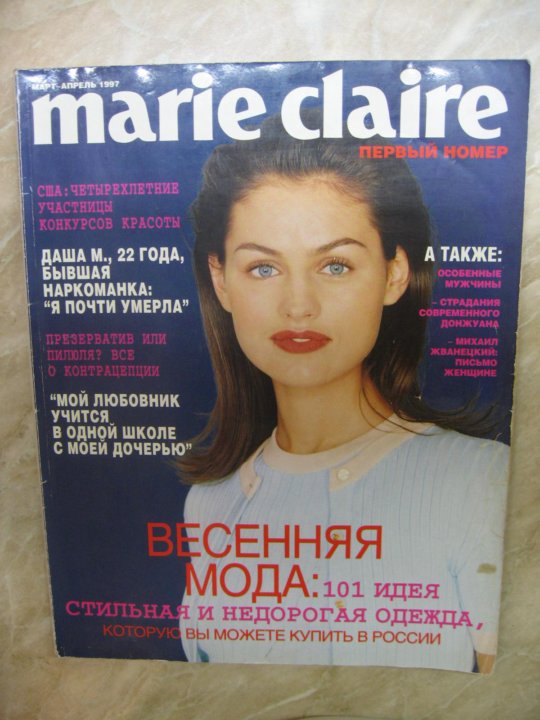 МАРТ-АПРЕЛЬ 1997
marie claire
ПЕРВЫЙ НОМЕР
США: ЧЕТЫРЕХЛЕТНИЕ
УЧАСТНИЦЫ
КОНКУРСОВ КРАСОТЫ
ДАША М., 22 ГОДА,
БЫВШАЯ
НАРКОМАНКА:
"Я ПОЧТИ УМЕРЛА"
ПРЕЗЕРВАТИВ ИЛИ
ПИЛЮЛЯ? ВСЕ
О КОНТРАЦЕПЦИИ
"МОЙ ЛЮБОВНИК
УЧИТСЯ
В ОДНОЙ ШКОЛЕ
С МОЕЙ ДОЧЕРЬЮ"
А ТАКЖЕ:
ОСОБЕННЫЕ
МУЖЧИНЫ
– СТРАДАНИЯ
СОВРЕМЕННОГО
ДОНЖУАНА
– МИХАИЛ
ЖВАНЕЦКИЙ:
ПИСЬМО
ЖЕНЩИНЕ
ВЕСЕННЯЯ
МОДА: 101 ИДЕЯ
СТИЛЬНАЯ И НЕДОРОГАЯ ОДЕЖДА,
КОТОРУЮ ВЫ МОЖЕТЕ КУПИТЬ В РОССИИ